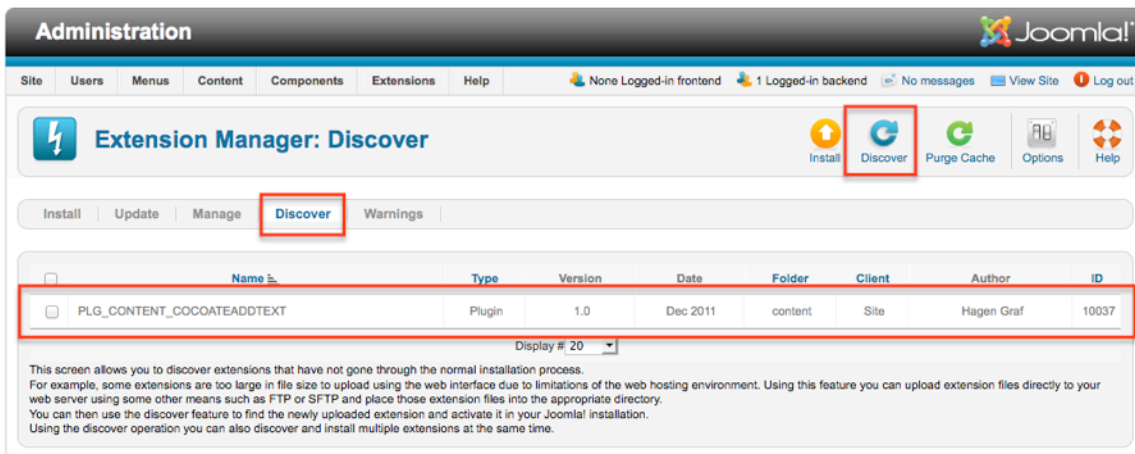 Administration
Joomla!
Site Users Menus Content Components Extensions Help None Logged-in frontend 1 Logged-in backend No messages View Site Log out
Extension Manager: Discover
Install Discover Purge Cache Options Help
Install Update Manage Discover Warnings
Name Type Version Date Folder Client Author ID
PLG_CONTENT_COCOATEADDTEXT Plugin 1.0 Dec 2011 content Site Hagen Graf 10037
Display # 20
This screen allows you to discover extensions that have not gone through the normal installation process.
For example, some extensions are too large in file size to upload using the web interface due to limitations of the web hosting environment. Using this feature you can upload extension files directly to your
web server using some other means such as FTP or SFTP and place those extension files into the appropriate directory.
You can then use the discover feature to find the newly uploaded extension and activate it in your Joomla! installation.
Using the discover operation you can also discover and install multiple extensions at the same time.